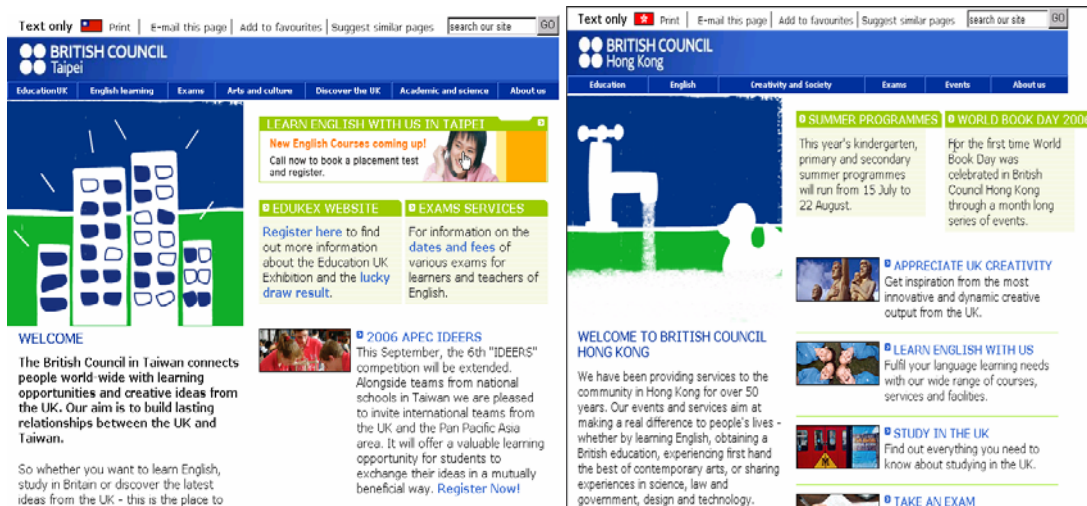 Text only Print E-mail this page Add to favourites Suggest similar pages search our site GO
BRITISH COUNCIL
Taipei
EducationUK English learning Exams Arts and culture Discover the UK Academic and science About us
LEARN ENGLISH WITH US IN TAIPEI
New English Courses coming up!
Call now to book a placement test
and register.
EDUKEX WEBSITE
Register here to find
out more information
about the Education UK
Exhibition and the lucky
draw result.
EXAMS SERVICES
For information on the
dates and fees of
various exams for
learners and teachers of
English.
WELCOME
The British Council in Taiwan connects
people world-wide with learning
opportunities and creative ideas from
the UK. Our aim is to build lasting
relationships between the UK and
Taiwan.
So whether you want to learn English,
study in Britain or discover the latest
ideas from the UK - this is the place to
2006 APEC IDEERS
This September, the 6th "IDEERS"
competition will be extended.
Alongside teams from national
schools in Taiwan we are pleased
to invite international teams from
the UK and the Pan Pacific Asia
area. It will offer a valuable learning
opportunity for students to
exchange their ideas in a mutually
beneficial way. Register Now!
Text only Print E-mail this page Add to favourites Suggest similar pages search our site GO
BRITISH COUNCIL
Hong Kong
Education English Creativity and Society Exams Events About us
SUMMER PROGRAMMES
This year's kindergarten,
primary and secondary
summer programmes
will run from 15 July to
22 August.
WORLD BOOK DAY 2006
For the first time World
Book Day was
celebrated in British
Council Hong Kong
through a month long
series of events.
WELCOME TO BRITISH COUNCIL
HONG KONG
We have been providing services to the
community in Hong Kong for over 50
years. Our events and services aim at
making a real difference to people's lives -
whether by learning English, obtaining a
British education, experiencing first hand
the best of contemporary arts, or sharing
experiences in science, law and
government, design and technology.
APPRECIATE UK CREATIVITY
Get inspiration from the most
innovative and dynamic creative
output from the UK.
LEARN ENGLISH WITH US
Fulfil your language learning needs
with our wide range of courses,
services and facilities.
STUDY IN THE UK
Find out everything you need to
know about studying in the UK.
TAKE AN EXAM